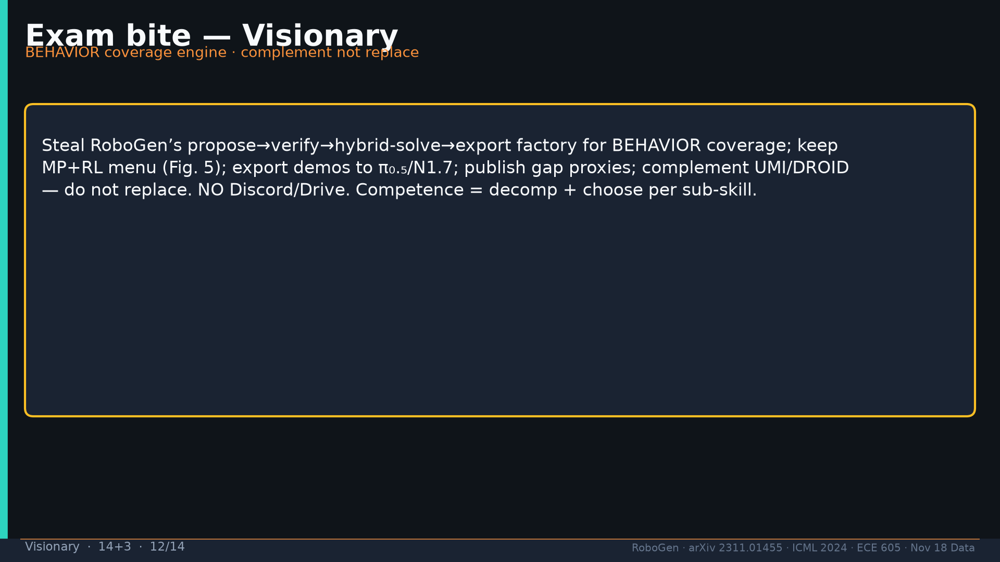 Exam bite — Visionary
BEHAVIOR coverage engine · complement not replace
Steal RoboGen’s propose→verify→hybrid-solve→export factory for BEHAVIOR coverage; keep
MP+RL menu (Fig. 5); export demos to π₀.₅/N1.7; publish gap proxies; complement UMI/DROID
— do not replace. NO Discord/Drive. Competence = decomp + choose per sub-skill.
Visionary · 14+3 · 12/14
RoboGen · arXiv 2311.01455 · ICML 2024 · ECE 605 · Nov 18 Data